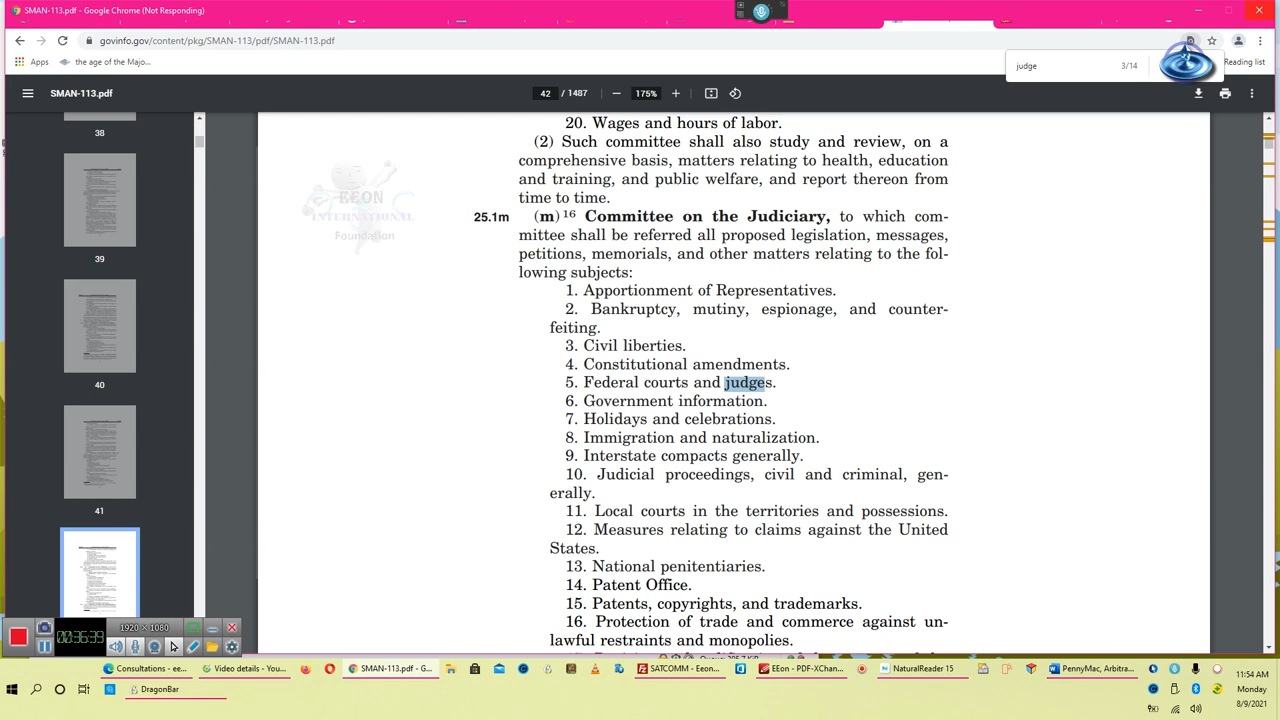 SMAN-113.pdf - Google Chrome (Not Responding)
govinfo.gov/content/pkg/SMAN-113/pdf/SMAN-113.pdf
Apps
the age of the Majo...
Reading list
judge
3/14
SMAN-113.pdf
42 / 1487
175%
38
39
40
41
EEON
INTERNATIONAL
Foundation
20. Wages and hours of labor.
(2) Such committee shall also study and review, on a
comprehensive basis, matters relating to health, education
and training, and public welfare, and report thereon from
time to time.
25.1m (m)16 Committee on the Judiciary, to which com-
mittee shall be referred all proposed legislation, messages,
petitions, memorials, and other matters relating to the fol-
lowing subjects:
1. Apportionment of Representatives.
2. Bankruptcy, mutiny, espionage, and counter-
feiting.
3. Civil liberties.
4. Constitutional amendments.
5. Federal courts and judges.
6. Government information.
7. Holidays and celebrations.
8. Immigration and naturalization.
9. Interstate compacts generally.
10. Judicial proceedings, civil and criminal, gen-
erally.
11. Local courts in the territories and possessions.
12. Measures relating to claims against the United
States.
13. National penitentiaries.
14. Patent Office.
15. Patents, copyrights, and trademarks.
16. Protection of trade and commerce against un-
lawful restraints and monopolies.
1920 × 1080
Consultations - ee...
Video details - You...
SMAN-113.pdf - G...
SATCOMM - Eeon...
EEon - PDF-XChan...
NaturalReader 15
PennyMac, Arbitra...
DragonBar
11:54 AM
Monday
8/9/2021